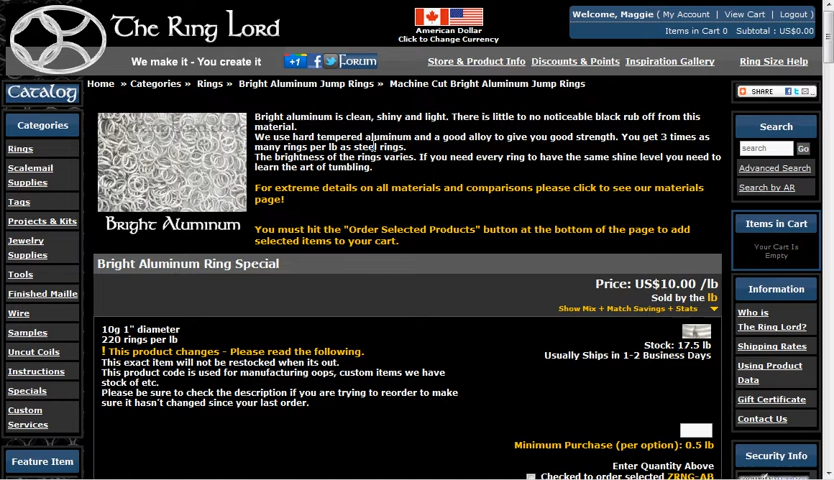 The Ring Lord
American Dollar
Click to Change Currency
Welcome, Maggie ( My Account | View Cart | Logout )
Items in Cart 0 Subtotal : US$0.00
We make it - You create it
+1 f Forum
Store & Product Info
Discounts & Points
Inspiration Gallery
Ring Size Help
Catalog
Home » Categories » Rings » Bright Aluminum Jump Rings » Machine Cut Bright Aluminum Jump Rings
SHARE
Categories
Rings
Scalemail
Supplies
Tags
Projects & Kits
Jewelry
Supplies
Tools
Finished Maille
Wire
Samples
Uncut Coils
Instructions
Specials
Custom
Services
Feature Item
Bright Aluminum
Bright aluminum is clean, shiny and light. There is little to no noticeable black rub off from this
material.
We use hard tempered aluminum and a good alloy to give you good strength. You get 3 times as
many rings per lb as steel rings.
The brightness of the rings varies. If you need every ring to have the same shine level you need to
learn the art of tumbling.
For extreme details on all materials and comparisons please click to see our materials
page!
You must hit the "Order Selected Products" button at the bottom of the page to add
selected items to your cart.
Bright Aluminum Ring Special
Price: US$10.00 /lb
Sold by the lb
Show Mix + Match Savings + Stats
10g 1" diameter
220 rings per lb
! This product changes - Please read the following.
This exact item will not be restocked when its out.
This product code is used for manufacturing oops, custom items we have
stock of etc.
Please be sure to check the description if you are trying to reorder to make
sure it hasn't changed since your last order.
Stock: 17.5 lb
Usually Ships in 1-2 Business Days
Minimum Purchase (per option): 0.5 lb
Enter Quantity Above
Checked to order selected ZRNG-AB
Search
search
Go
Advanced Search
Search by AR
Items in Cart
Your Cart Is
Empty
Information
Who is
The Ring Lord?
Shipping Rates
Using Product
Data
Gift Certificate
Contact Us
Security Info